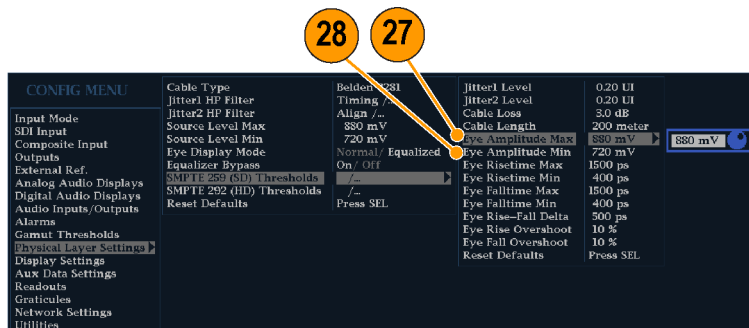 28
27
CONFIG MENU
Input Mode
SDI Input
Composite Input
Outputs
External Ref.
Analog Audio Displays
Digital Audio Displays
Audio Inputs/Outputs
Alarms
Gamut Thresholds
Physical Layer Settings
Display Settings
Aux Data Settings
Readouts
Graticules
Network Settings
Utilities
Cable Type Belden 8281
Jitter1 HP Filter Timing /...
Jitter2 HP Filter Align /...
Source Level Max 880 mV
Source Level Min 720 mV
Eye Display Mode Normal/ Equalized
Equalizer Bypass On/ Off
SMPTE 259 (SD) Thresholds /...
SMPTE 292 (HD) Thresholds /...
Reset Defaults Press SEL
Jitter1 Level 0.20 UI
Jitter2 Level 0.20 UI
Cable Loss 3.0 dB
Cable Length 200 meter
Eye Amplitude Max 880 mV
Eye Amplitude Min 720 mV
Eye Risetime Max 1500 ps
Eye Risetime Min 400 ps
Eye Falltime Max 1500 ps
Eye Falltime Min 400 ps
Eye Rise–Fall Delta 500 ps
Eye Rise Overshoot 10 %
Eye Fall Overshoot 10 %
Reset Defaults Press SEL
880 mV